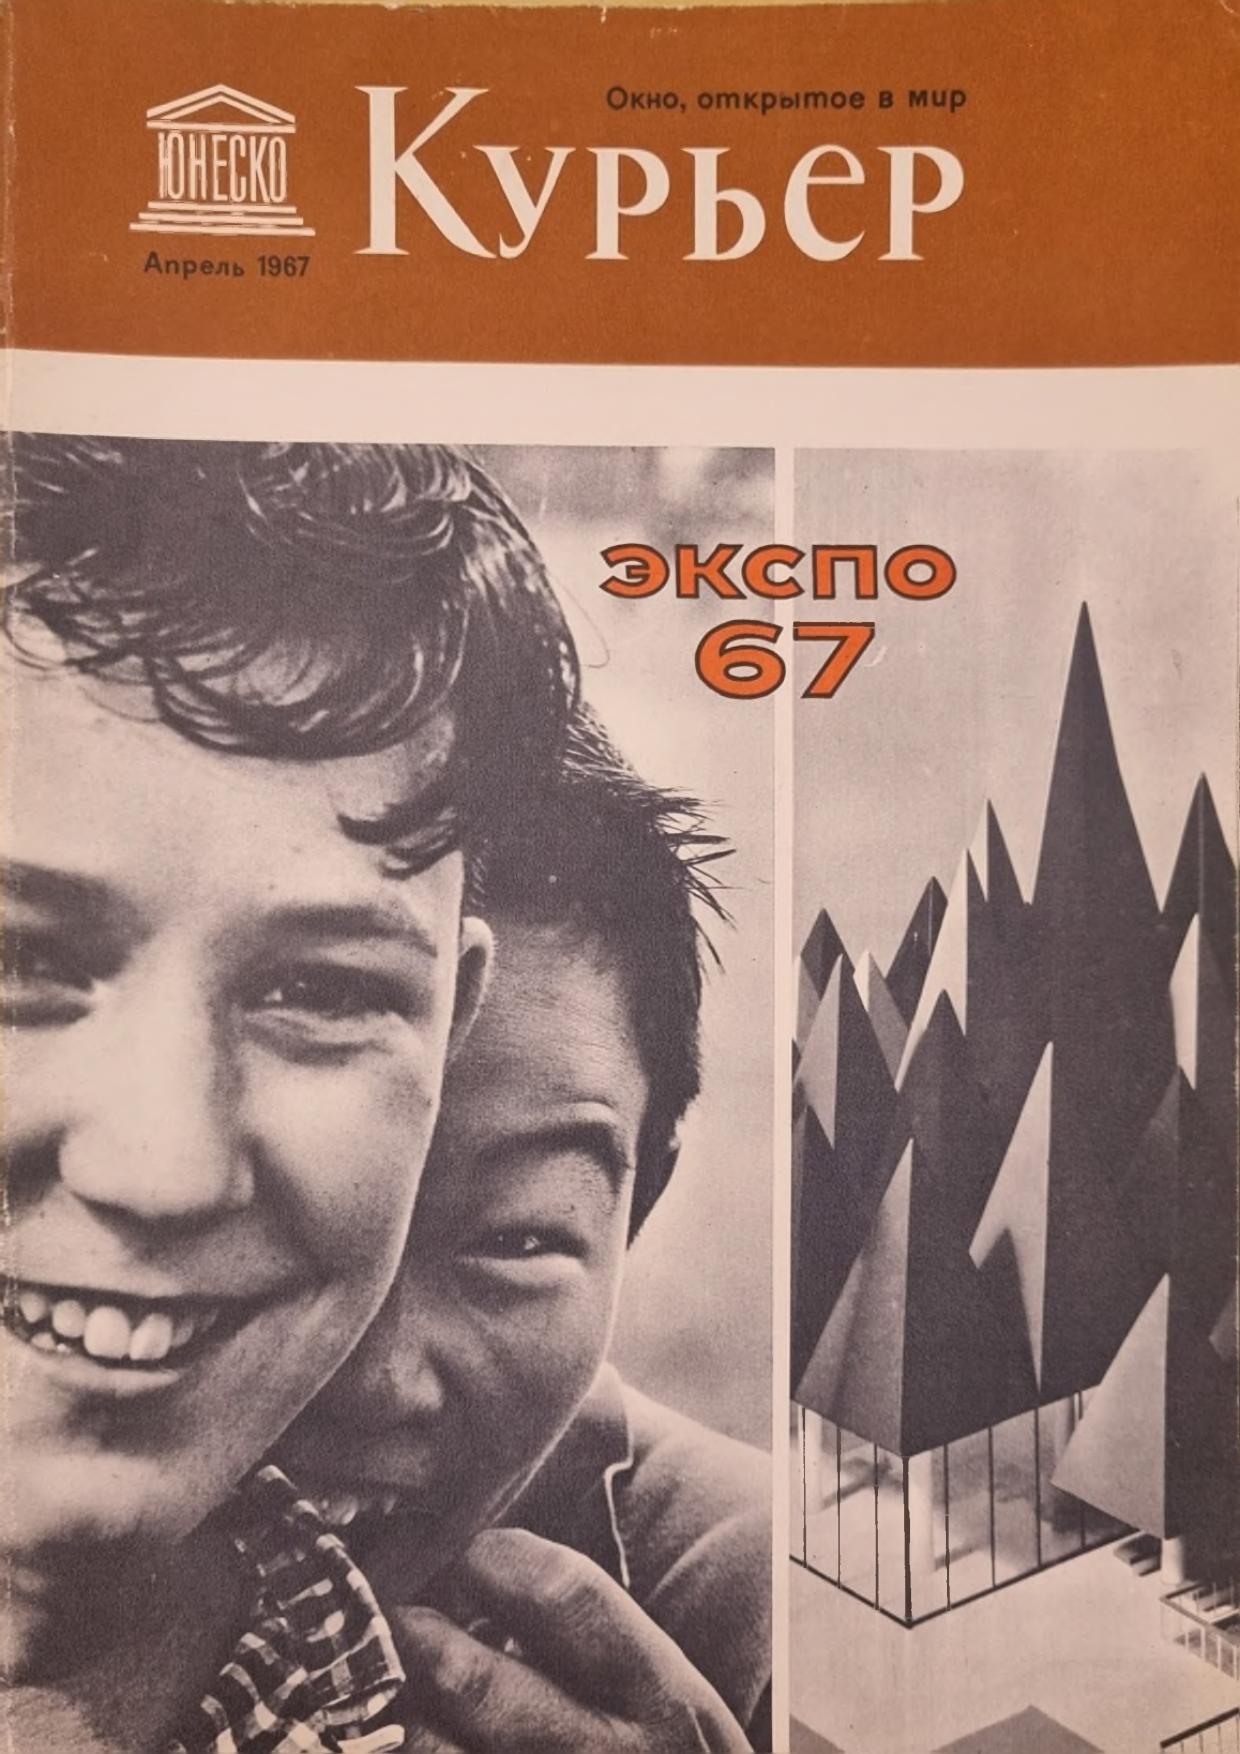 Окно, открытое в мир
ЮНЕСКО
Курьер
Апрель 1967
ЭКСПО
67